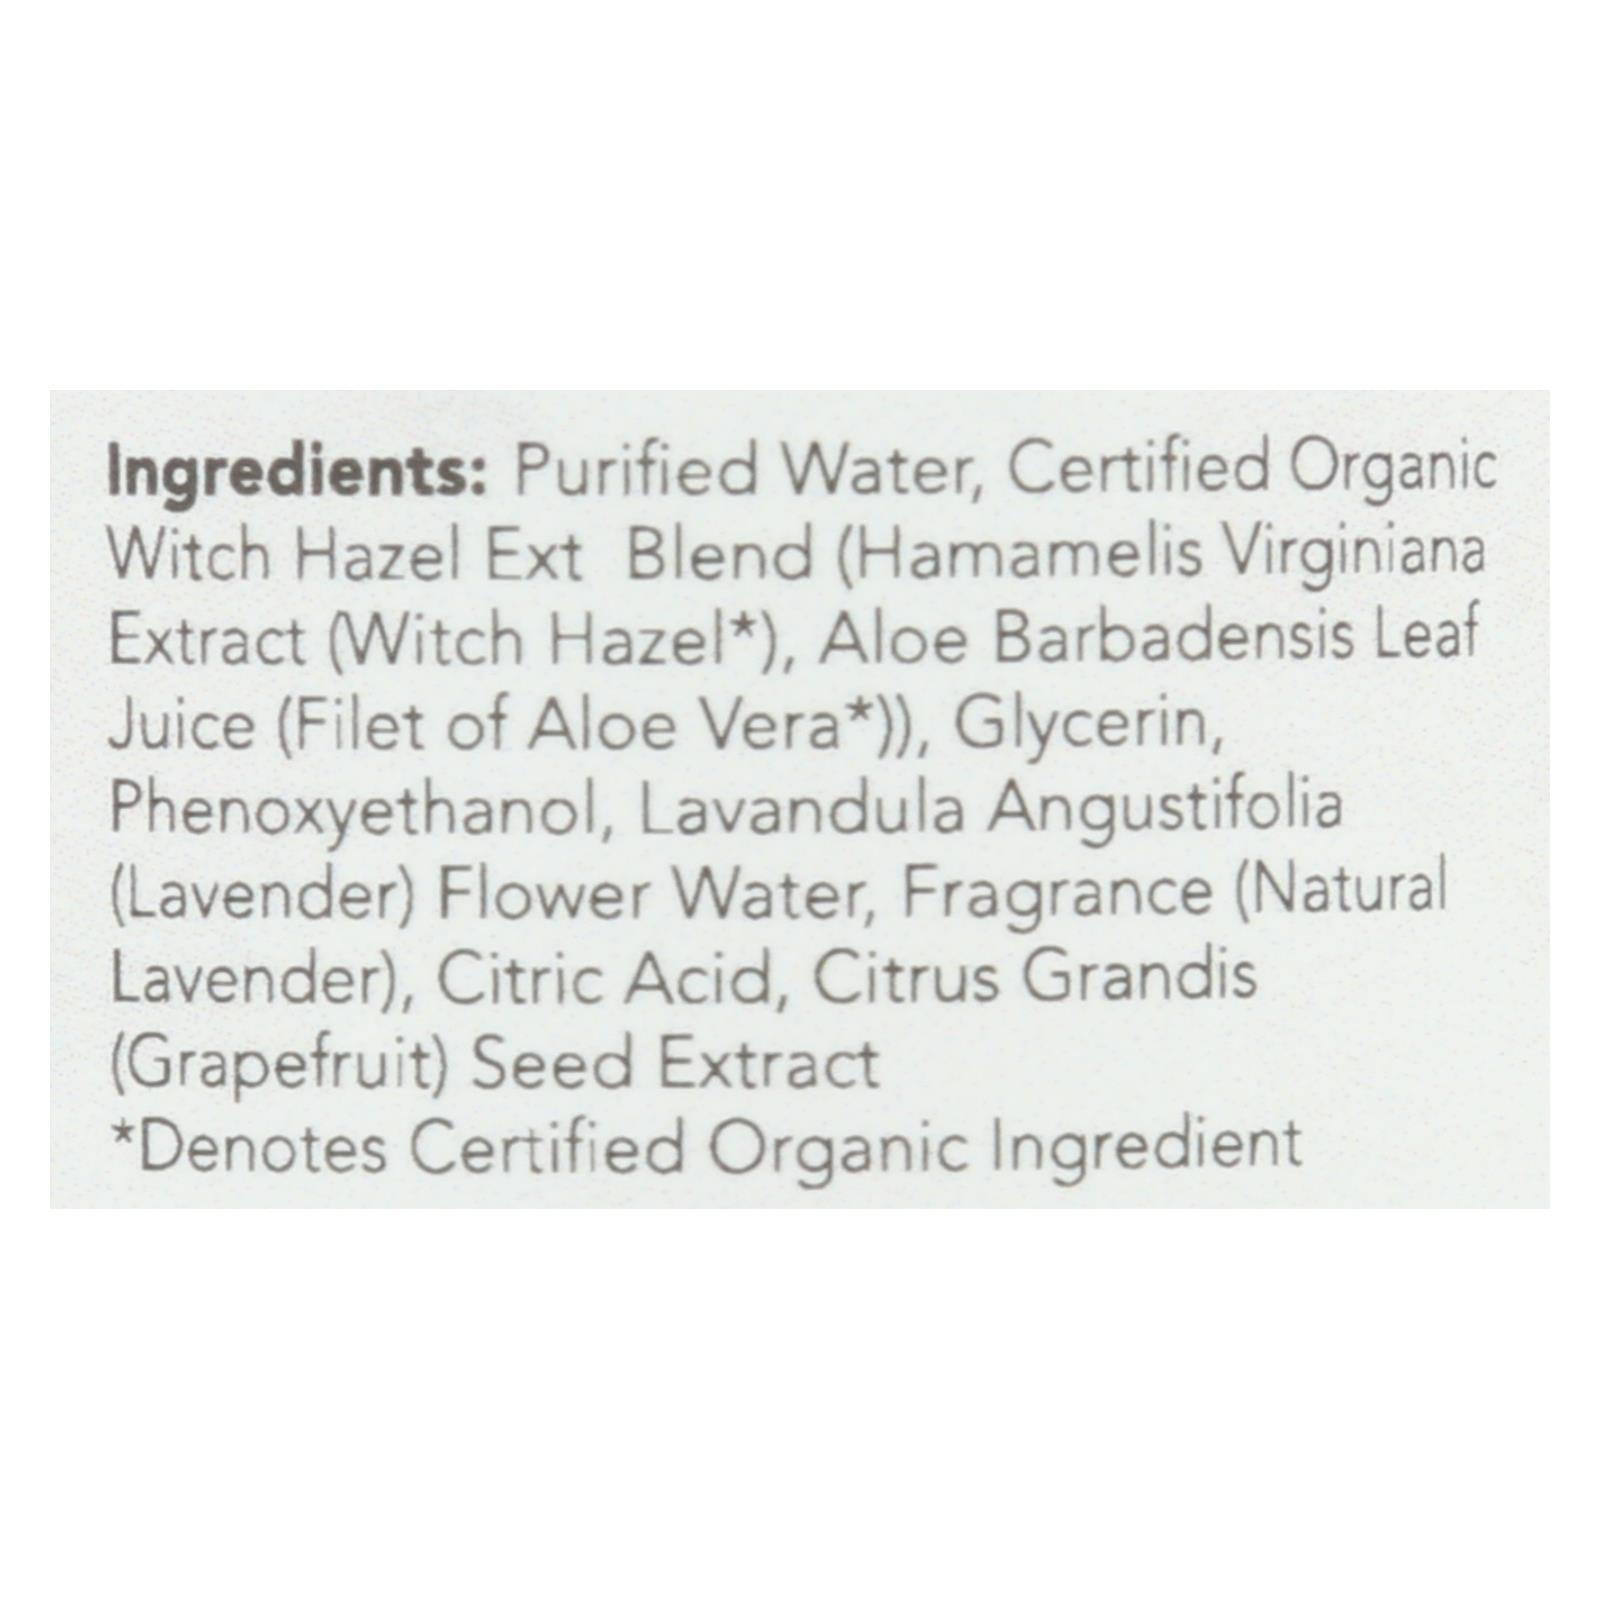 Ingredients: Purified Water, Certified Organic
Witch Hazel Ext Blend (Hamamelis Virginiana
Extract (Witch Hazel*), Aloe Barbadensis Leaf
Juice (Filet of Aloe Vera*)), Glycerin,
Phenoxyethanol, Lavandula Angustifolia
(Lavender) Flower Water, Fragrance (Natural
Lavender), Citric Acid, Citrus Grandis
(Grapefruit) Seed Extract
*Denotes Certified Organic Ingredient